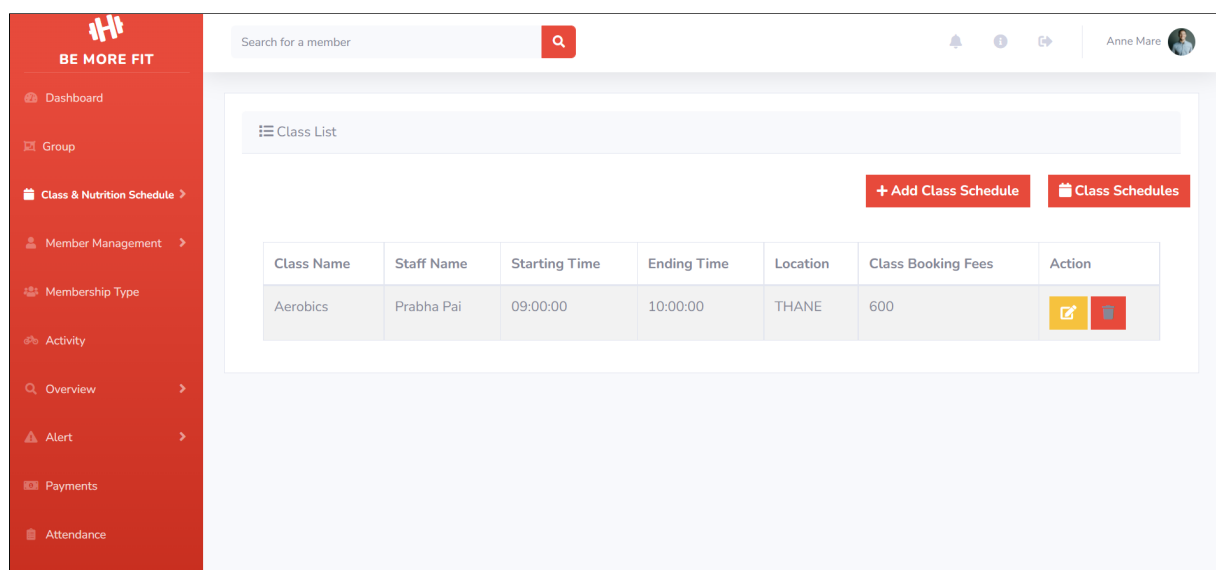 BE MORE FIT
Dashboard
Group
Class & Nutrition Schedule
Member Management
Membership Type
Activity
Overview
Alert
Payments
Attendance
Search for a member
Anne Mare
Class List
+ Add Class Schedule
Class Schedules
Class Name Staff Name Starting Time Ending Time Location Class Booking Fees Action
Aerobics Prabha Pai 09:00:00 10:00:00 THANE 600